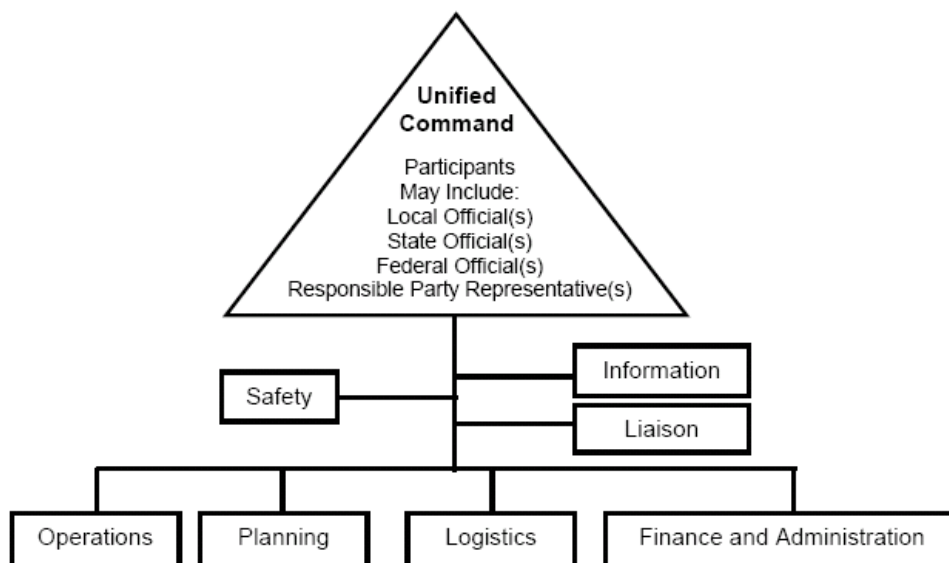 Unified
Command
Participants
May Include:
Local Official(s)
State Official(s)
Federal Official(s)
Responsible Party Representative(s)
Safety
Information
Liaison
Operations
Planning
Logistics
Finance and Administration